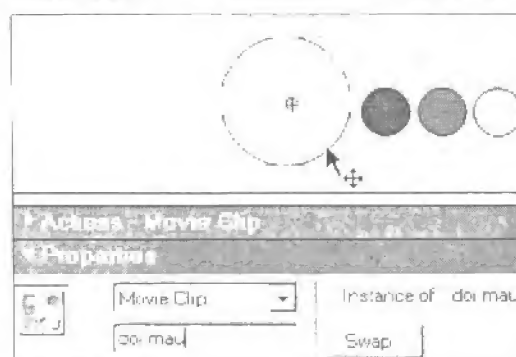 Actions - Movie Clip
Properties
Movie Clip
Instance of doi mau
doi mau
Swap